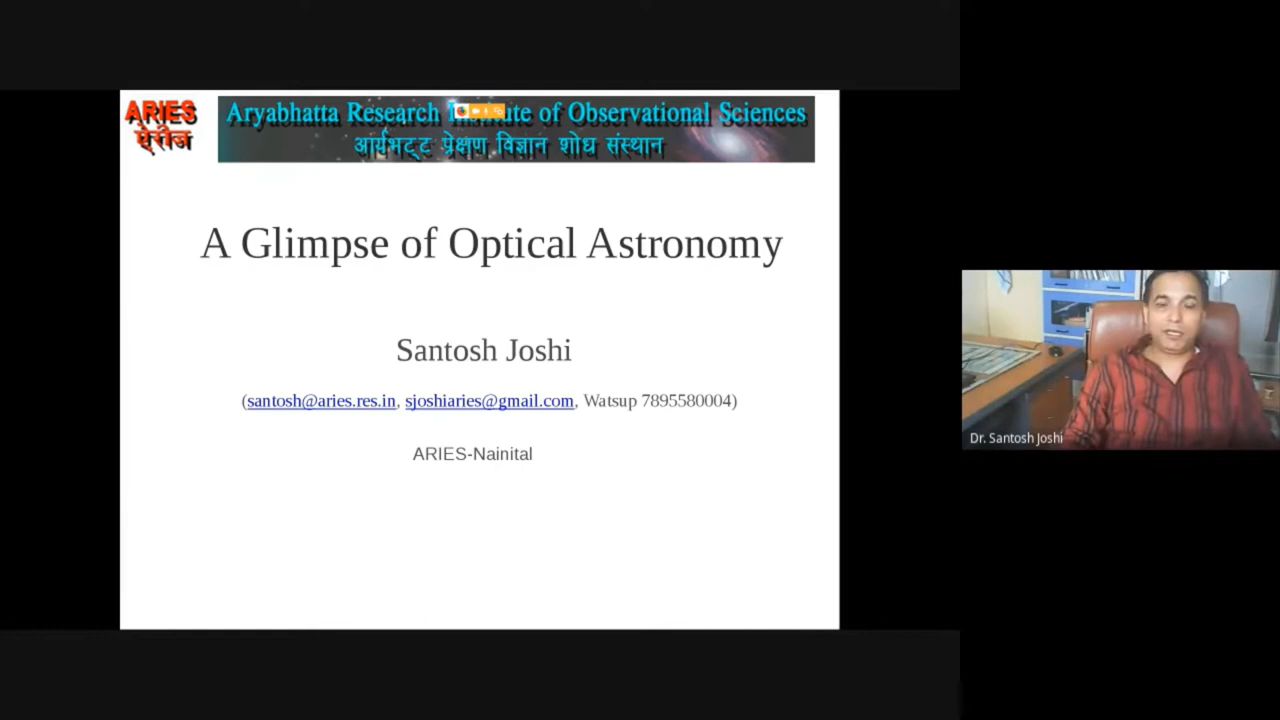 ARIES
एरीज
Aryabhatta Research Institute of Observational Sciences
आर्यभट्ट प्रेक्षण विज्ञान शोध संस्थान
A Glimpse of Optical Astronomy
Santosh Joshi
(santosh@aries.res.in, sjoshiaries@gmail.com, Watsup 7895580004)
ARIES-Nainital
Dr. Santosh Joshi